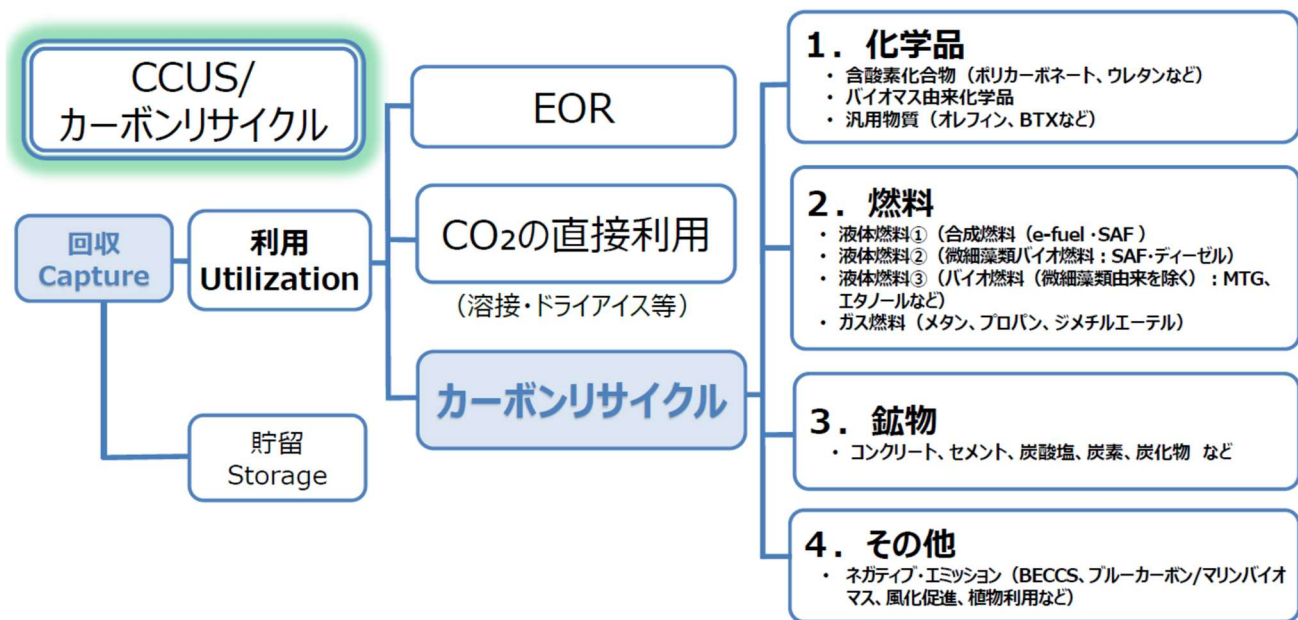 CCUS/
カーボンリサイクル
回収
Capture
利用
Utilization
貯留
Storage
EOR
CO₂の直接利用
(溶接・ドライアイス等)
カーボンリサイクル
1．化学品
・ 含酸素化合物（ポリカーボネート、ウレタンなど）
・ バイオマス由来化学品
・ 汎用物質（オレフィン、BTXなど）
2．燃料
・ 液体燃料①（合成燃料（e-fuel・SAF）
・ 液体燃料②（微細藻類バイオ燃料：SAF・ディーゼル）
・ 液体燃料③（バイオ燃料（微細藻類由来を除く）：MTG、
エタノールなど）
・ ガス燃料（メタン、プロパン、ジメチルエーテル）
3．鉱物
・ コンクリート、セメント、炭酸塩、炭素、炭化物 など
4．その他
・ ネガティブ・エミッション（BECCS、ブルーカーボン/マリンバイオ
マス、風化促進、植物利用など）